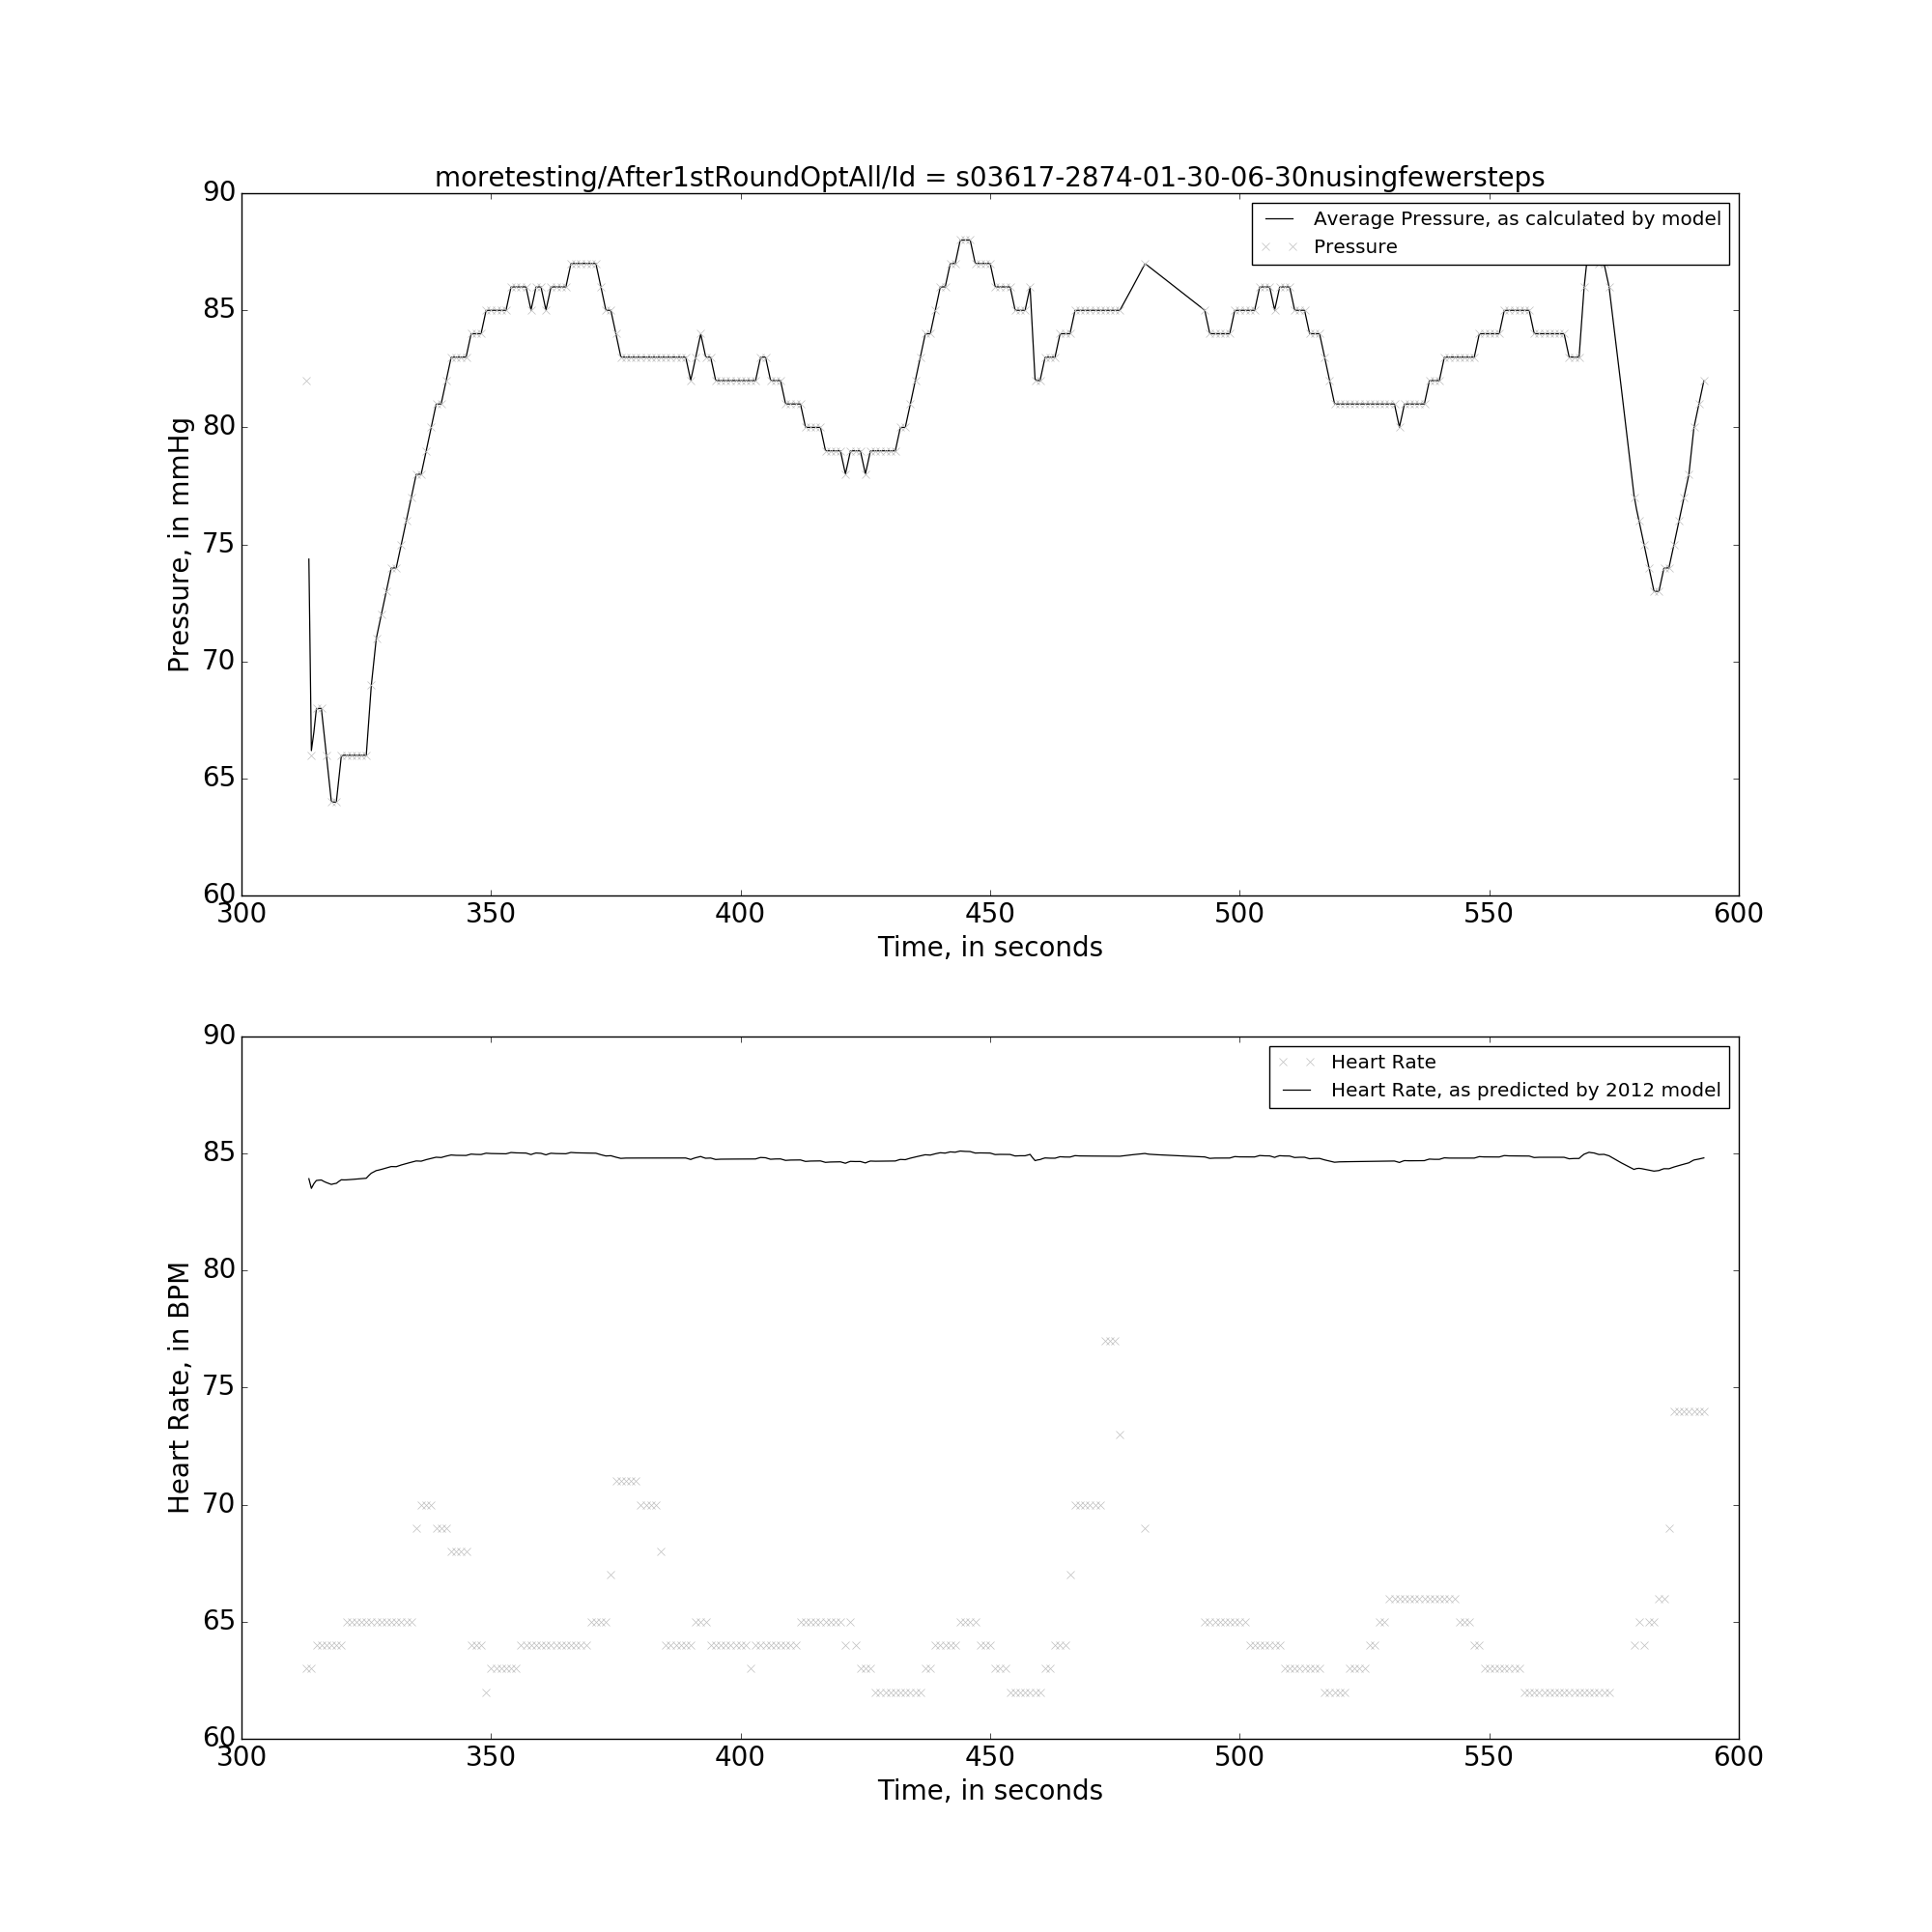 moretesting/After1stRoundOptAll/Id = s03617-2874-01-30-06-30nusingfewersteps
90
85
80
75
70
65
60
Pressure, in mmHg
Average Pressure, as calculated by model
Pressure
300 350 400 450 500 550 600
Time, in seconds
90
85
80
75
70
65
60
Heart Rate, in BPM
Heart Rate
Heart Rate, as predicted by 2012 model
300 350 400 450 500 550 600
Time, in seconds